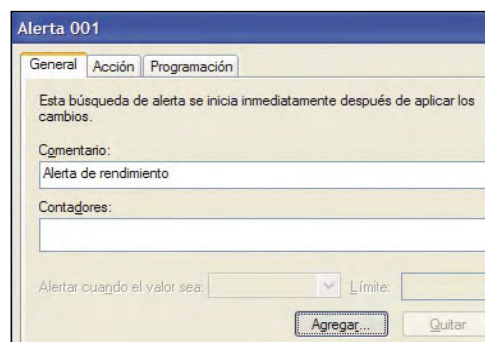 Alerta 001
General Acción Programación
Esta búsqueda de alerta se inicia inmediatamente después de aplicar los
cambios.
Comentario:
Alerta de rendimiento
Contadores:
Alertar cuando el valor sea: Límite:
Agregar... Quitar